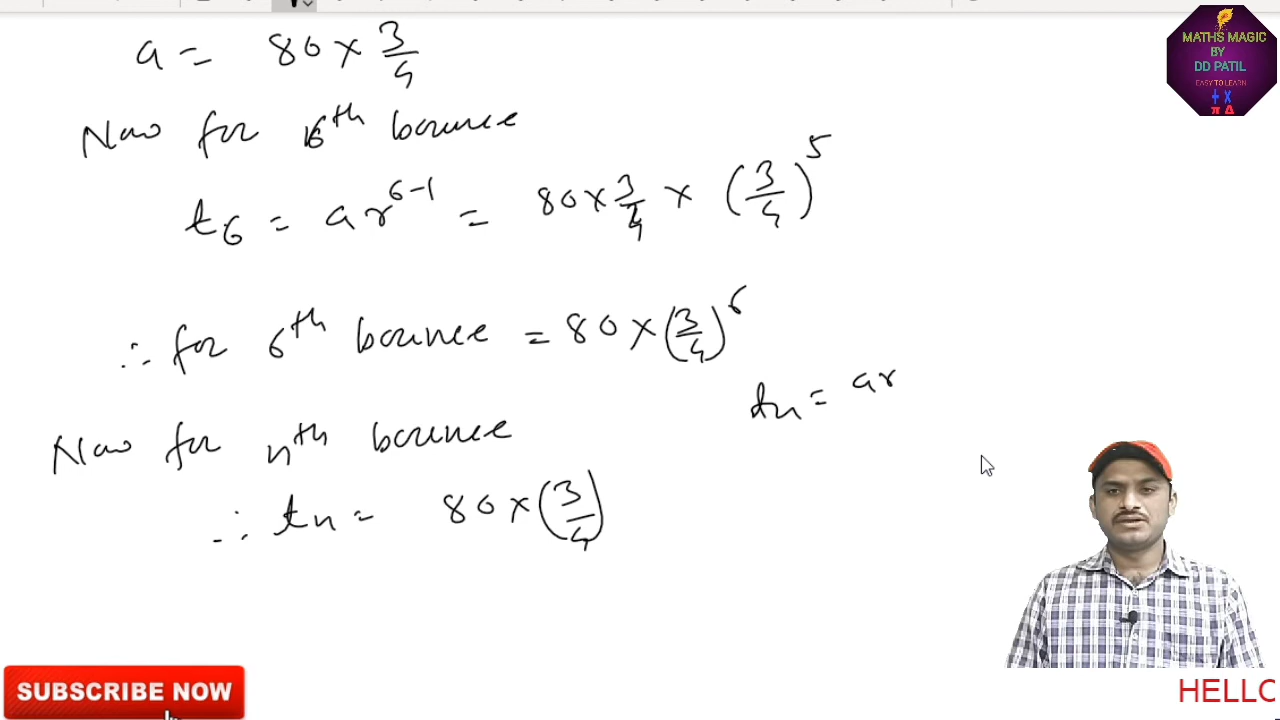 a = 80 × 3/4
Now for 6th bounce
t6 = ar^6-1 = 80 × 3/4 × (3/4)^5
∴ for 6th bounce = 80 × (3/4)^6
tn = ar
Now for nth bounce
∴ tn = 80 × (3/4)
MATHS MAGIC
BY
DD PATIL
EASY TO LEARN
+ X
π Δ
SUBSCRIBE NOW
HELLO